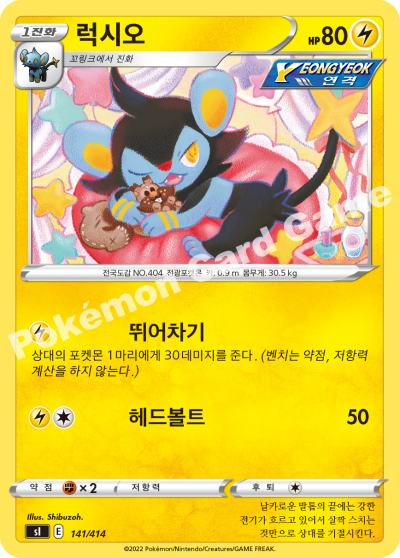 1진화 럭시오 HP 80
꼬링크에서 진화
YEONGYEOK
연격
전국도감 NO.404 전광포켓몬 키: 0.9 m 몸무게: 30.5 kg
뛰어차기
상대의 포켓몬 1마리에게 30데미지를 준다. (벤치는 약점, 저항력
계산을 하지 않는다.)
헤드볼트 50
약점 ×2 저항력 후퇴
Illus. Shibuzoh.
날카로운 발톱의 끝에는 강한
전기가 흐르고 있어서 살짝 스치는
것만으로 상대를 기절시킨다.
sI E 141/414
©2022 Pokémon/Nintendo/Creatures/GAME FREAK.
Pokémon Card Game